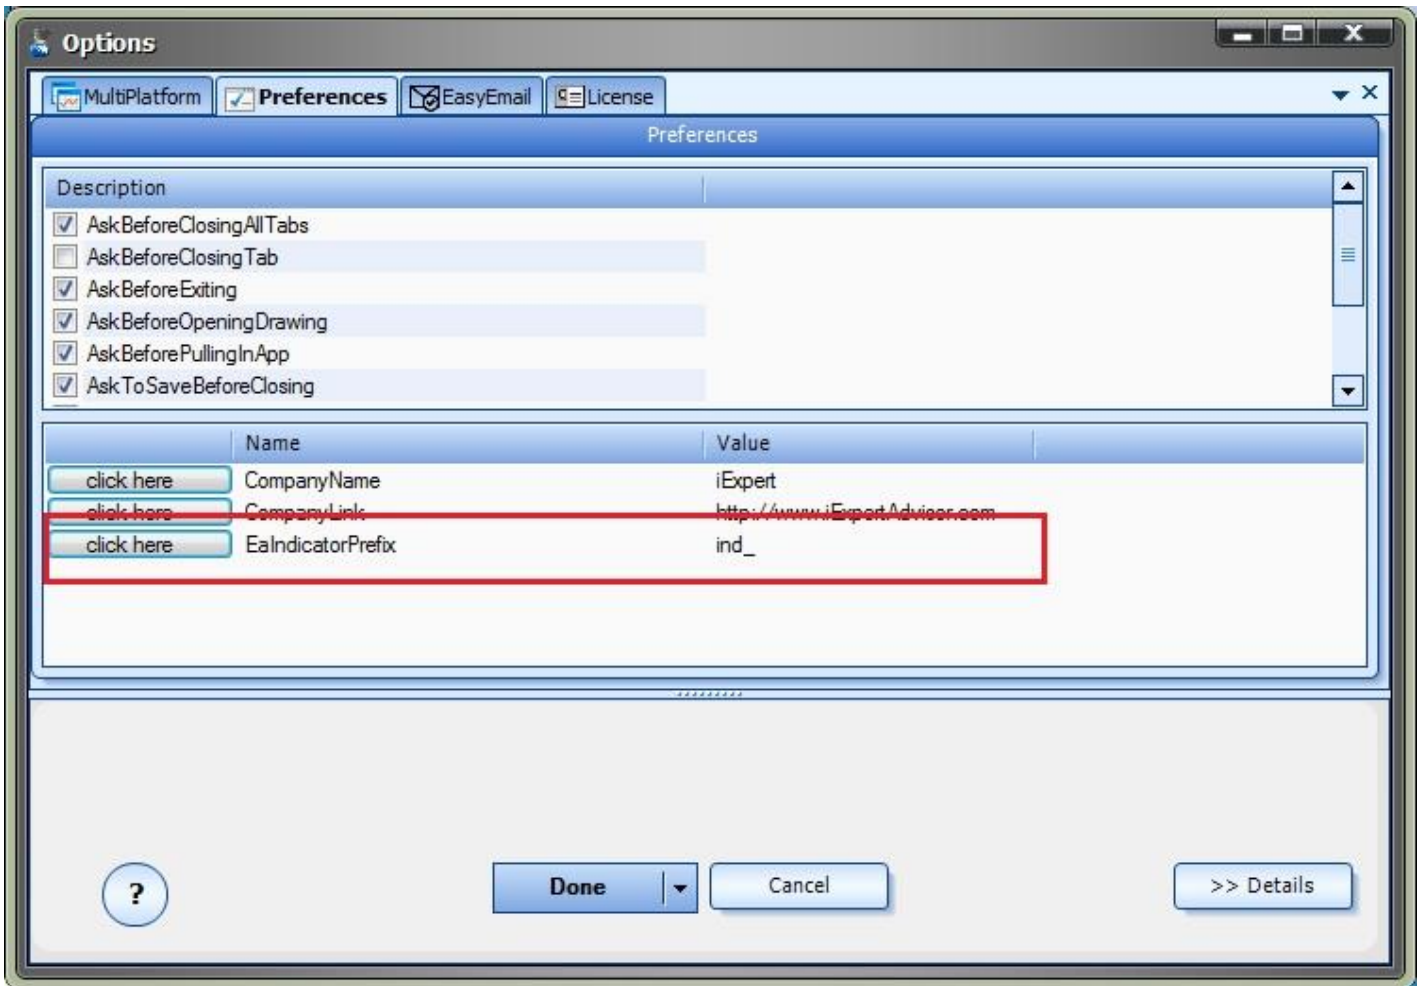 Options
MultiPlatform Preferences EasyEmail License
Preferences
Description
AskBeforeClosingAllTabs
AskBeforeClosingTab
AskBeforeExiting
AskBeforeOpeningDrawing
AskBeforePullingInApp
AskToSaveBeforeClosing
Name Value
click here CompanyName iExpert
click here CompanyLink http://www.iExpertAdvisor.com
click here EaIndicatorPrefix ind_
? Done Cancel >> Details